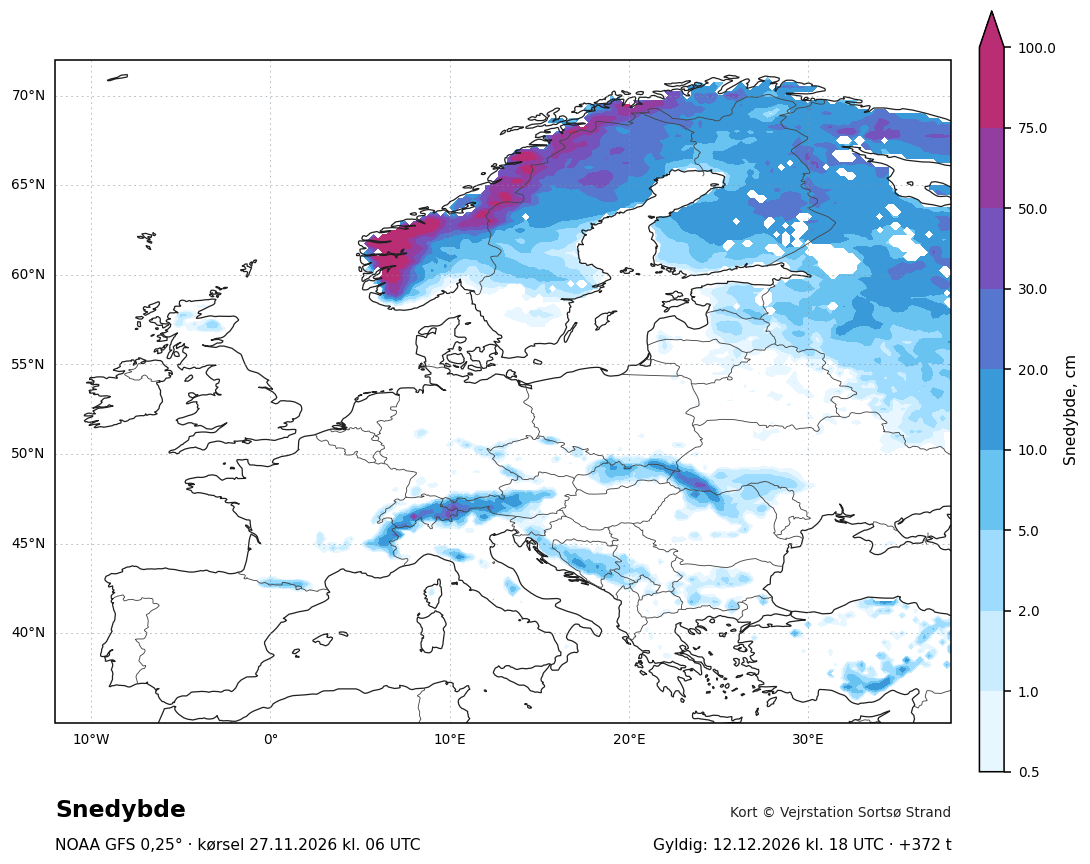 100.0
70°N
75.0
65°N
50.0
60°N
30.0
55°N
20.0
Snedybde, cm
50°N
10.0
45°N
5.0
40°N
2.0
1.0
10°W 0° 10°E 20°E 30°E
0.5
Snedybde
Kort © Vejrstation Sortsø Strand
NOAA GFS 0,25° · kørsel 27.11.2026 kl. 06 UTC
Gyldig: 12.12.2026 kl. 18 UTC · +372 t